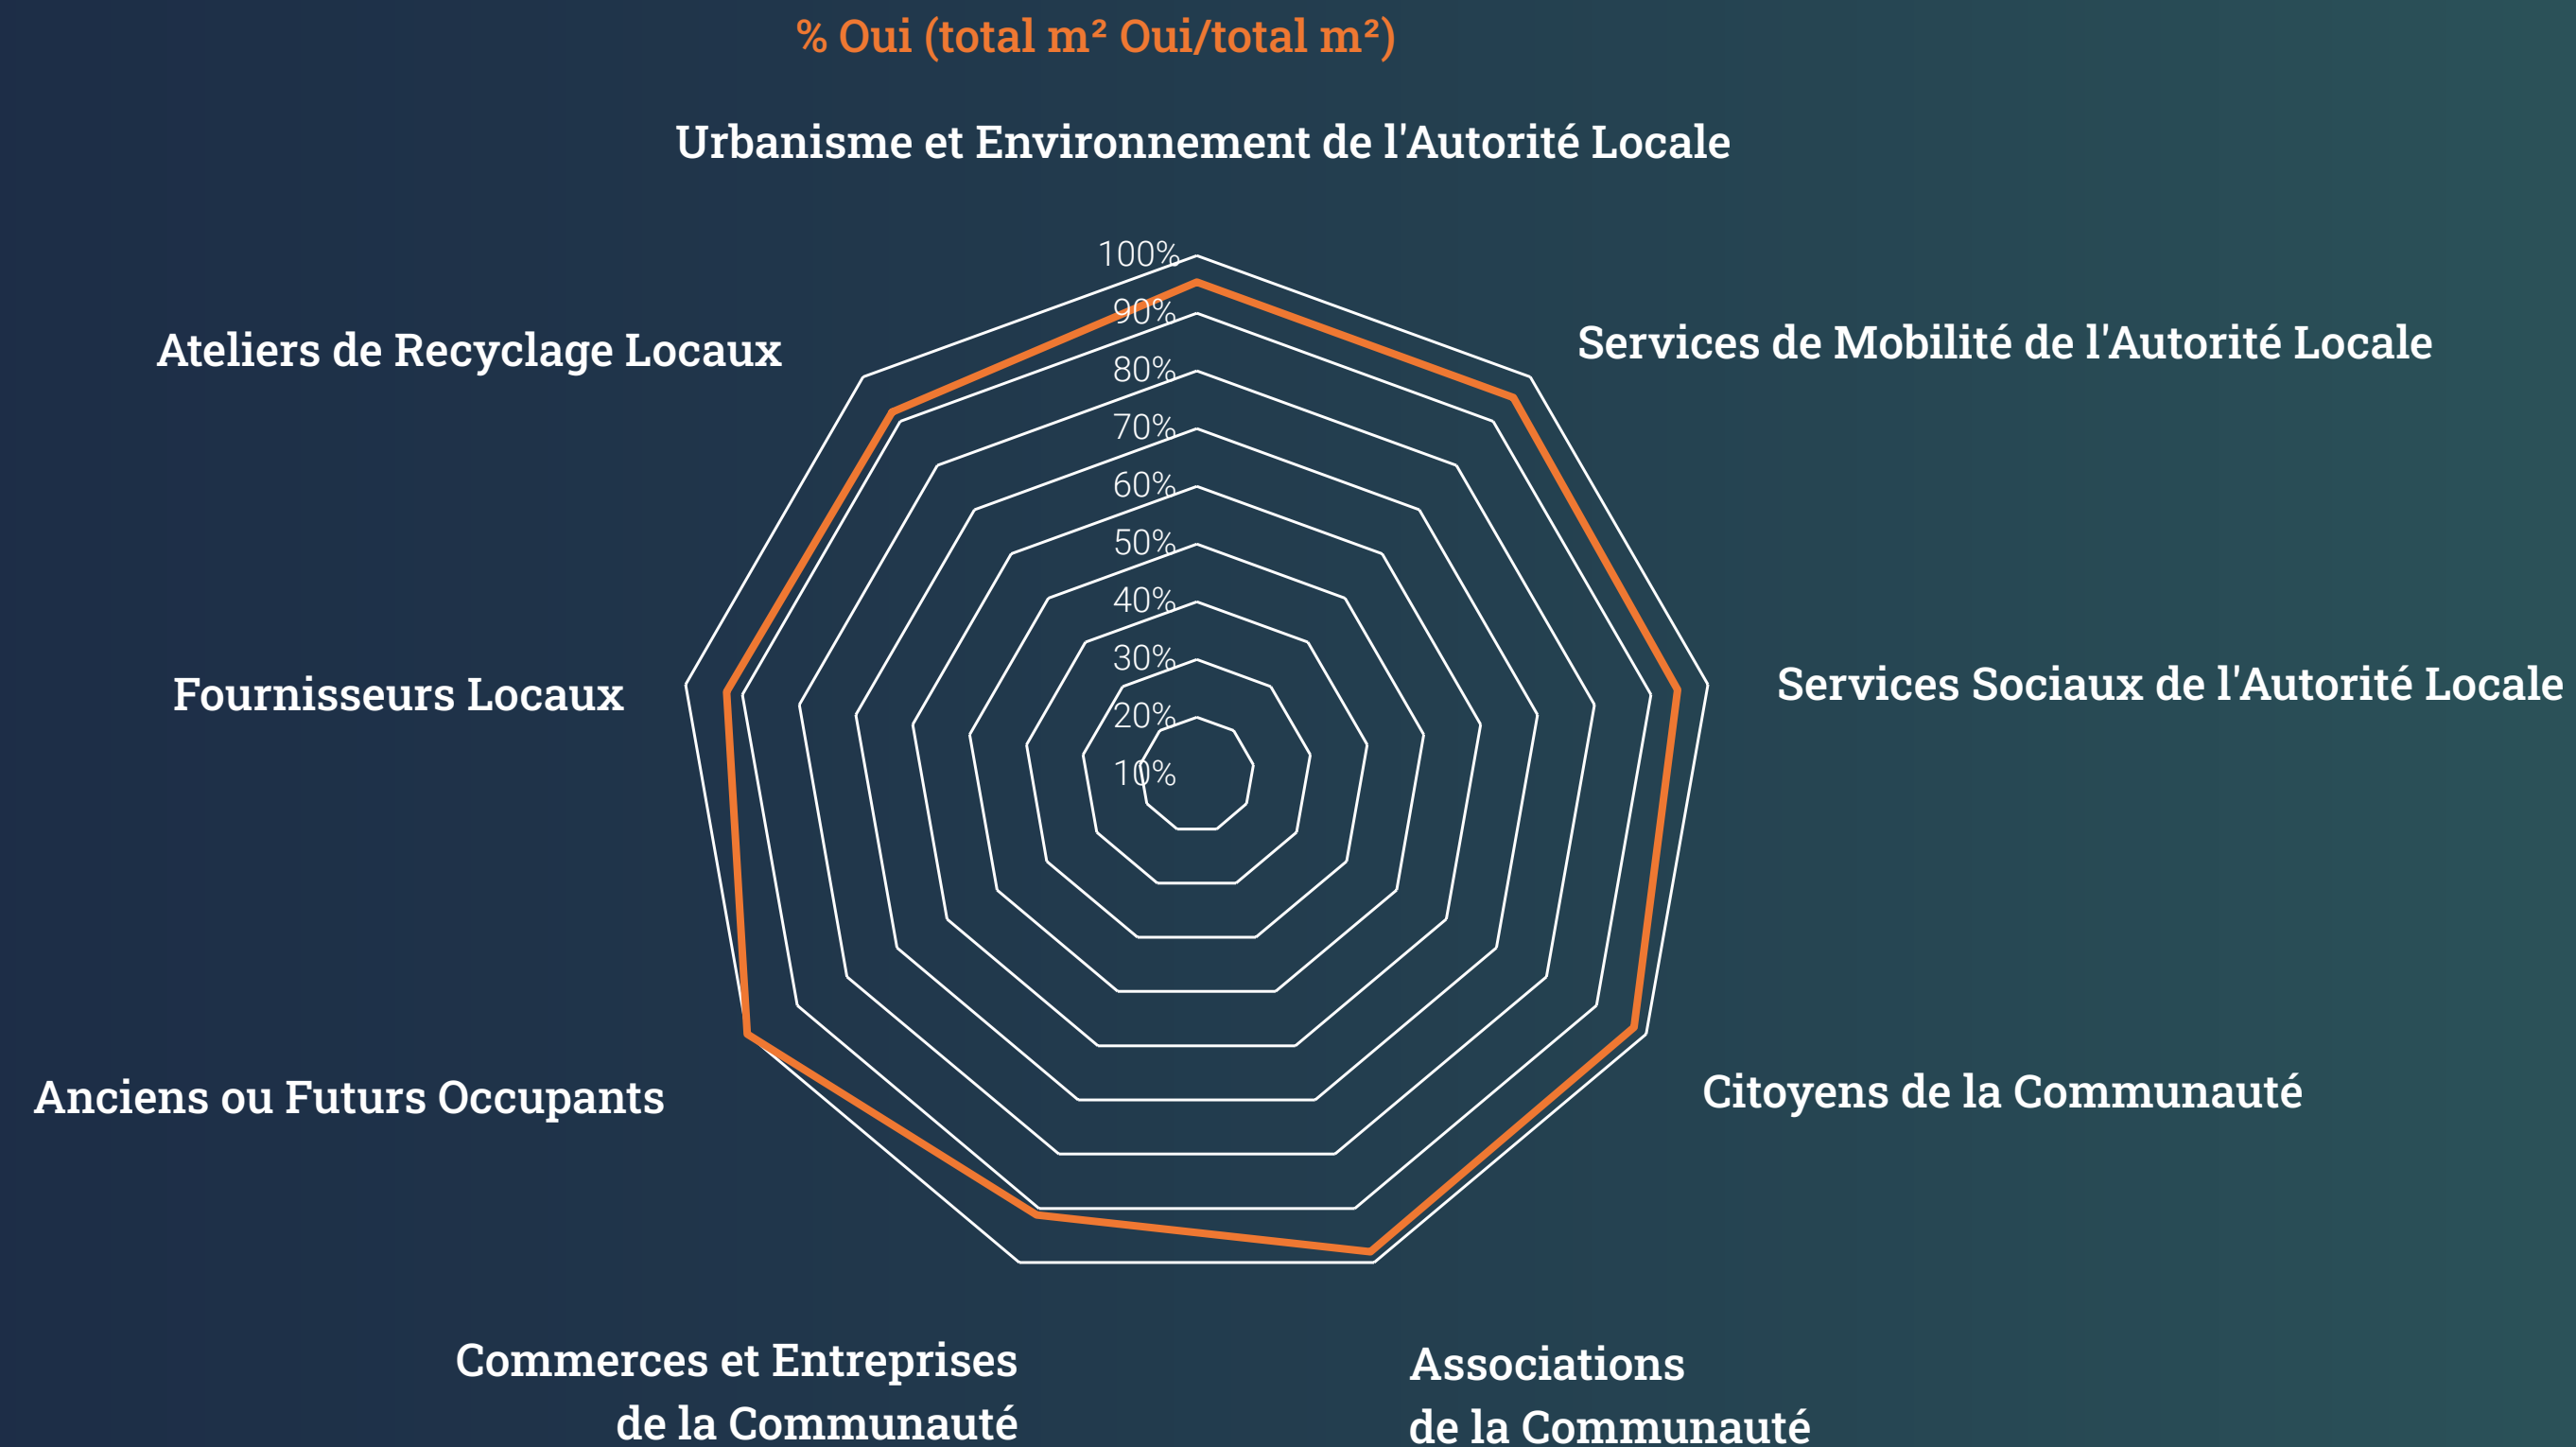 % Oui (total m² Oui/total m²)
Urbanisme et Environnement de l'Autorité Locale
100%
90%
80%
70%
60%
50%
40%
30%
20%
10%
Services de Mobilité de l'Autorité Locale
Services Sociaux de l'Autorité Locale
Citoyens de la Communauté
Associations
de la Communauté
Commerces et Entreprises
de la Communauté
Anciens ou Futurs Occupants
Fournisseurs Locaux
Ateliers de Recyclage Locaux